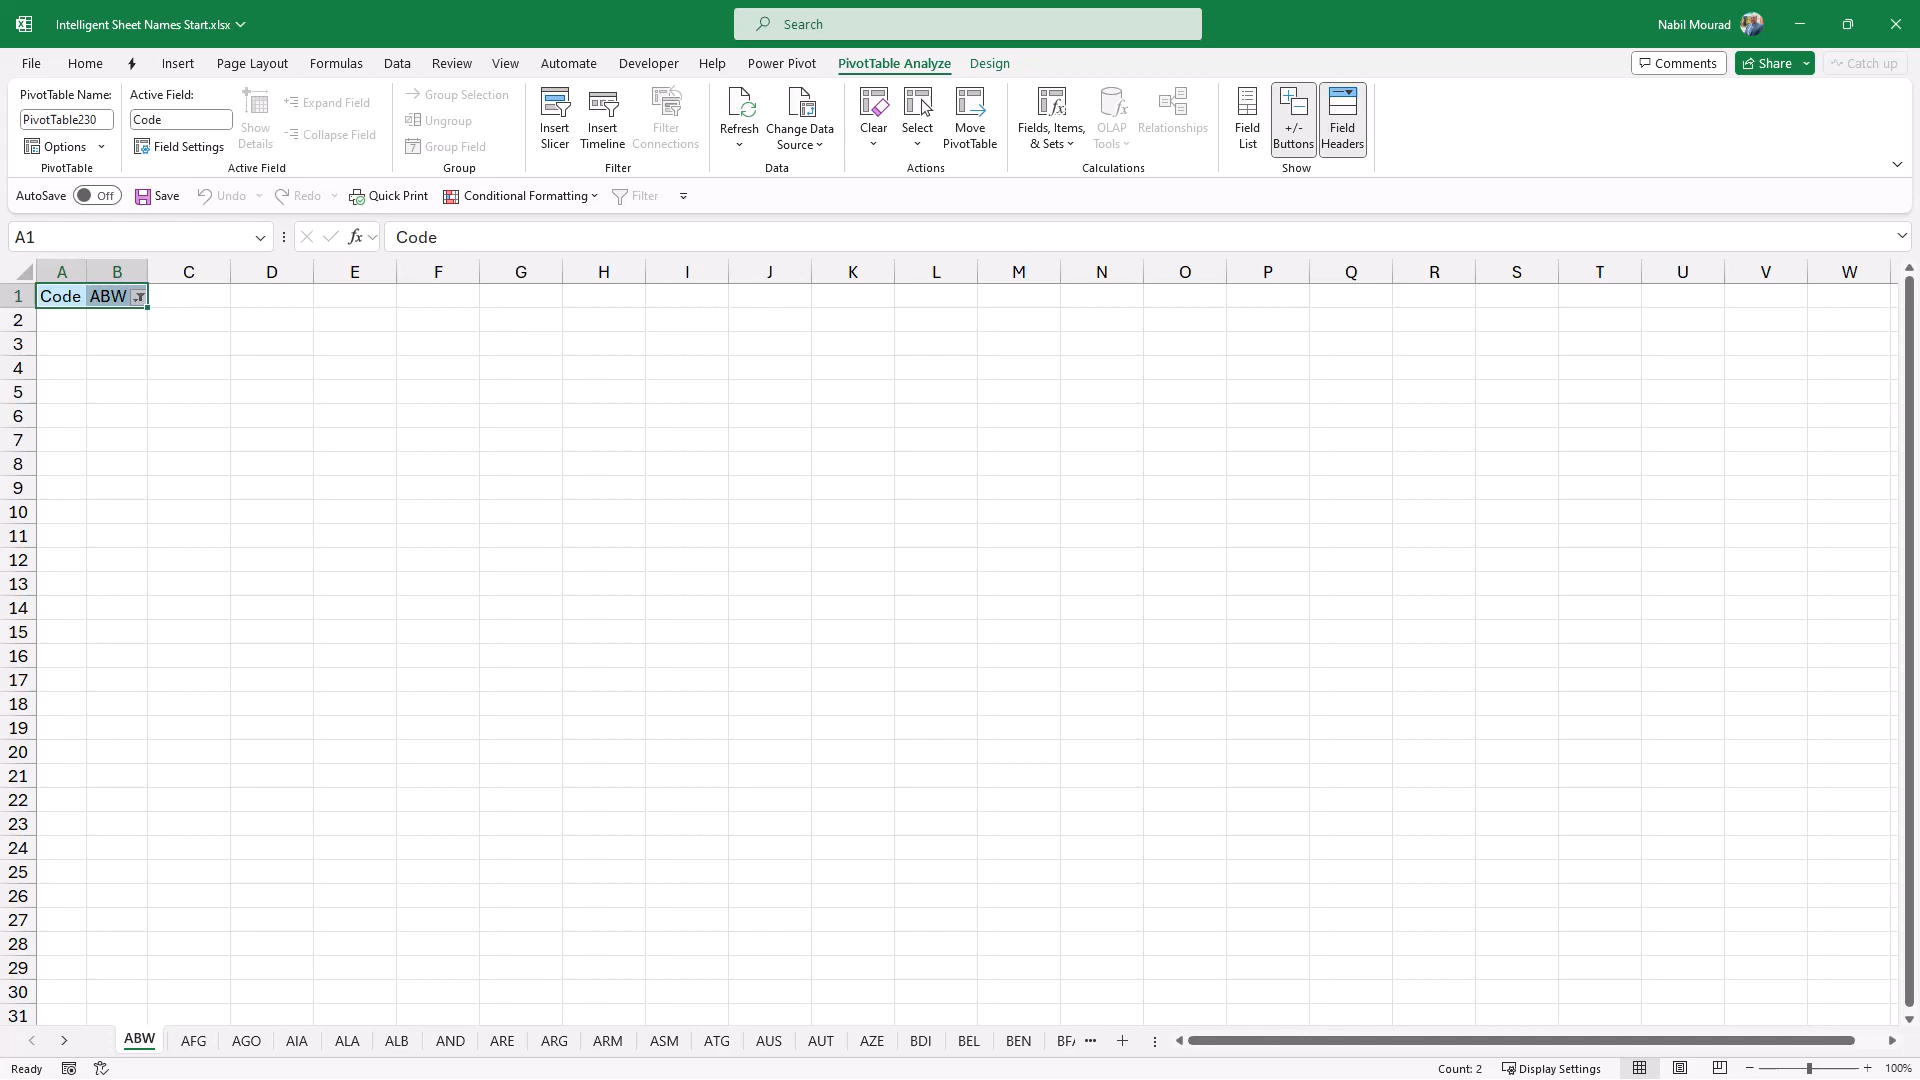 Intelligent Sheet Names Start.xlsx
Search
Nabil Mourad
File Home Insert Page Layout Formulas Data Review View Automate Developer Help Power Pivot PivotTable Analyze Design
Comments Share Catch up
PivotTable Name:
PivotTable230
Options
PivotTable
Active Field:
Code
Field Settings
Show Details
Expand Field
Collapse Field
Active Field
Group Selection
Ungroup
Group Field
Group
Insert Slicer
Insert Timeline
Filter Connections
Filter
Refresh
Change Data Source
Data
Clear
Select
Move PivotTable
Actions
Fields, Items, & Sets
OLAP Tools
Relationships
Calculations
Field List
+/- Buttons
Field Headers
Show
AutoSave Off Save Undo Redo Quick Print Conditional Formatting Filter
A1 fx Code
A B C D E F G H I J K L M N O P Q R S T U V W
1 Code ABW
2
3
4
5
6
7
8
9
10
11
12
13
14
15
16
17
18
19
20
21
22
23
24
25
26
27
28
29
30
31
ABW AFG AGO AIA ALA ALB AND ARE ARG ARM ASM ATG AUS AUT AZE BDI BEL BEN
Ready Count: 2 Display Settings 100%